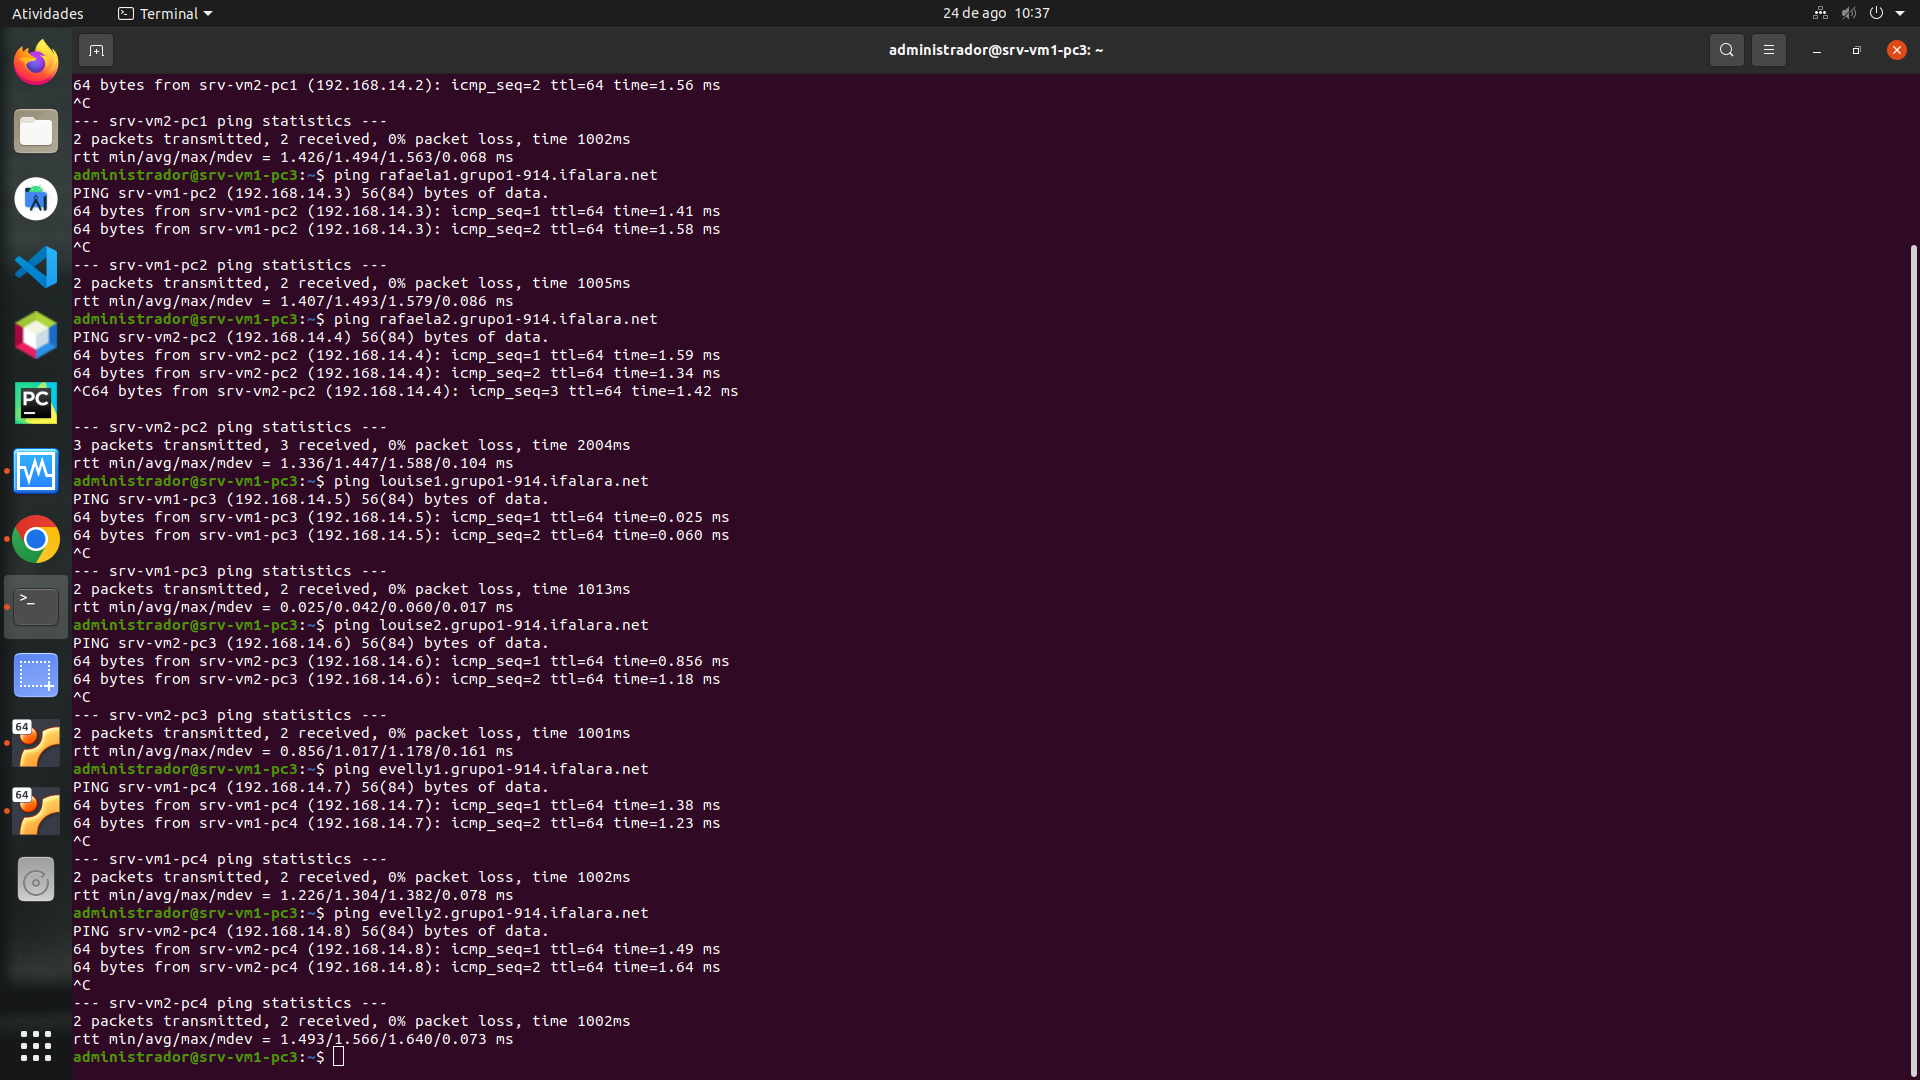 Atividades
Terminal
24 de ago 10:37
administrador@srv-vm1-pc3: ~
64 bytes from srv-vm2-pc1 (192.168.14.2): icmp_seq=2 ttl=64 time=1.56 ms
^C
--- srv-vm2-pc1 ping statistics ---
2 packets transmitted, 2 received, 0% packet loss, time 1002ms
rtt min/avg/max/mdev = 1.426/1.494/1.563/0.068 ms
administrador@srv-vm1-pc3:~$ ping rafaela1.grupo1-914.ifalara.net
PING srv-vm1-pc2 (192.168.14.3) 56(84) bytes of data.
64 bytes from srv-vm1-pc2 (192.168.14.3): icmp_seq=1 ttl=64 time=1.41 ms
64 bytes from srv-vm1-pc2 (192.168.14.3): icmp_seq=2 ttl=64 time=1.58 ms
^C
--- srv-vm1-pc2 ping statistics ---
2 packets transmitted, 2 received, 0% packet loss, time 1005ms
rtt min/avg/max/mdev = 1.407/1.493/1.579/0.086 ms
administrador@srv-vm1-pc3:~$ ping rafaela2.grupo1-914.ifalara.net
PING srv-vm2-pc2 (192.168.14.4) 56(84) bytes of data.
64 bytes from srv-vm2-pc2 (192.168.14.4): icmp_seq=1 ttl=64 time=1.59 ms
64 bytes from srv-vm2-pc2 (192.168.14.4): icmp_seq=2 ttl=64 time=1.34 ms
^C64 bytes from srv-vm2-pc2 (192.168.14.4): icmp_seq=3 ttl=64 time=1.42 ms
--- srv-vm2-pc2 ping statistics ---
3 packets transmitted, 3 received, 0% packet loss, time 2004ms
rtt min/avg/max/mdev = 1.336/1.447/1.588/0.104 ms
administrador@srv-vm1-pc3:~$ ping louise1.grupo1-914.ifalara.net
PING srv-vm1-pc3 (192.168.14.5) 56(84) bytes of data.
64 bytes from srv-vm1-pc3 (192.168.14.5): icmp_seq=1 ttl=64 time=0.025 ms
64 bytes from srv-vm1-pc3 (192.168.14.5): icmp_seq=2 ttl=64 time=0.060 ms
^C
--- srv-vm1-pc3 ping statistics ---
2 packets transmitted, 2 received, 0% packet loss, time 1013ms
rtt min/avg/max/mdev = 0.025/0.042/0.060/0.017 ms
administrador@srv-vm1-pc3:~$ ping louise2.grupo1-914.ifalara.net
PING srv-vm2-pc3 (192.168.14.6) 56(84) bytes of data.
64 bytes from srv-vm2-pc3 (192.168.14.6): icmp_seq=1 ttl=64 time=0.856 ms
64 bytes from srv-vm2-pc3 (192.168.14.6): icmp_seq=2 ttl=64 time=1.18 ms
^C
--- srv-vm2-pc3 ping statistics ---
2 packets transmitted, 2 received, 0% packet loss, time 1001ms
rtt min/avg/max/mdev = 0.856/1.017/1.178/0.161 ms
administrador@srv-vm1-pc3:~$ ping evelly1.grupo1-914.ifalara.net
PING srv-vm1-pc4 (192.168.14.7) 56(84) bytes of data.
64 bytes from srv-vm1-pc4 (192.168.14.7): icmp_seq=1 ttl=64 time=1.38 ms
64 bytes from srv-vm1-pc4 (192.168.14.7): icmp_seq=2 ttl=64 time=1.23 ms
^C
--- srv-vm1-pc4 ping statistics ---
2 packets transmitted, 2 received, 0% packet loss, time 1002ms
rtt min/avg/max/mdev = 1.226/1.304/1.382/0.078 ms
administrador@srv-vm1-pc3:~$ ping evelly2.grupo1-914.ifalara.net
PING srv-vm2-pc4 (192.168.14.8) 56(84) bytes of data.
64 bytes from srv-vm2-pc4 (192.168.14.8): icmp_seq=1 ttl=64 time=1.49 ms
64 bytes from srv-vm2-pc4 (192.168.14.8): icmp_seq=2 ttl=64 time=1.64 ms
^C
--- srv-vm2-pc4 ping statistics ---
2 packets transmitted, 2 received, 0% packet loss, time 1002ms
rtt min/avg/max/mdev = 1.493/1.566/1.640/0.073 ms
administrador@srv-vm1-pc3:~$
PC
>_
64
64